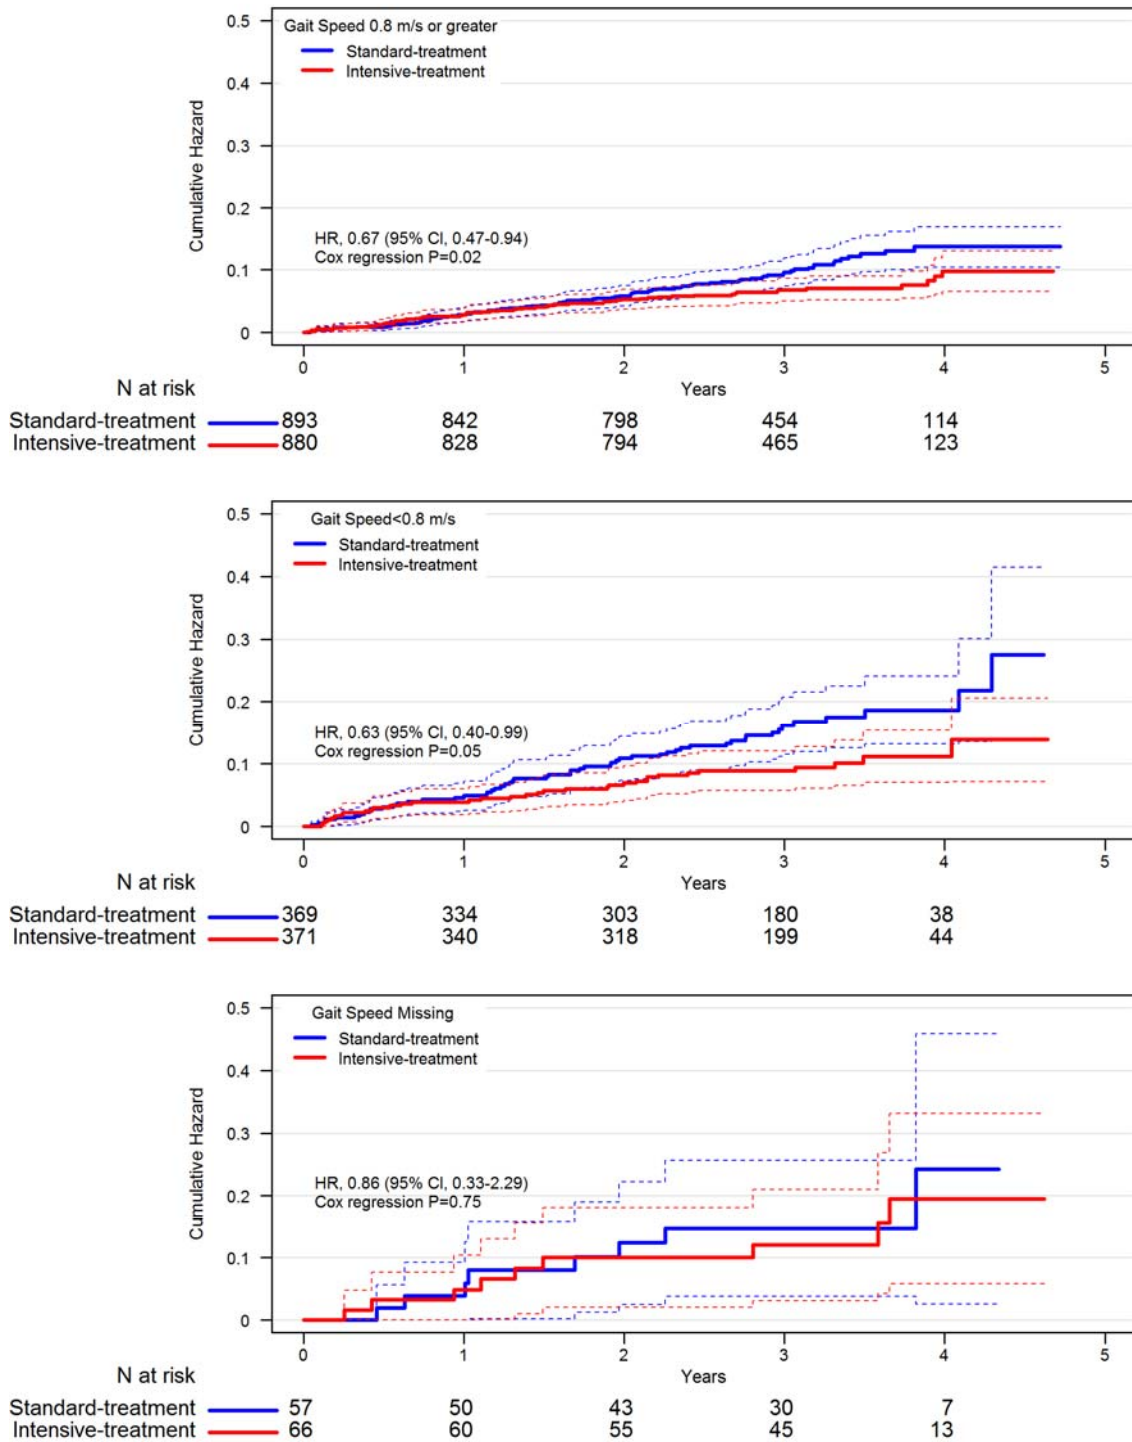 Gait Speed 0.8 m/s or greater
Standard-treatment
Intensive-treatment
0.5
0.4
0.3
0.2
0.1
0
Cumulative Hazard
HR, 0.67 (95% CI, 0.47-0.94)
Cox regression P=0.02
0 1 2 3 4 5
Years
N at risk
Standard-treatment 893 842 798 454 114
Intensive-treatment 880 828 794 465 123
Gait Speed<0.8 m/s
Standard-treatment
Intensive-treatment
0.5
0.4
0.3
0.2
0.1
0
Cumulative Hazard
HR, 0.63 (95% CI, 0.40-0.99)
Cox regression P=0.05
0 1 2 3 4 5
Years
N at risk
Standard-treatment 369 334 303 180 38
Intensive-treatment 371 340 318 199 44
Gait Speed Missing
Standard-treatment
Intensive-treatment
0.5
0.4
0.3
0.2
0.1
0
Cumulative Hazard
HR, 0.86 (95% CI, 0.33-2.29)
Cox regression P=0.75
0 1 2 3 4 5
Years
N at risk
Standard-treatment 57 50 43 30 7
Intensive-treatment 66 60 55 45 13